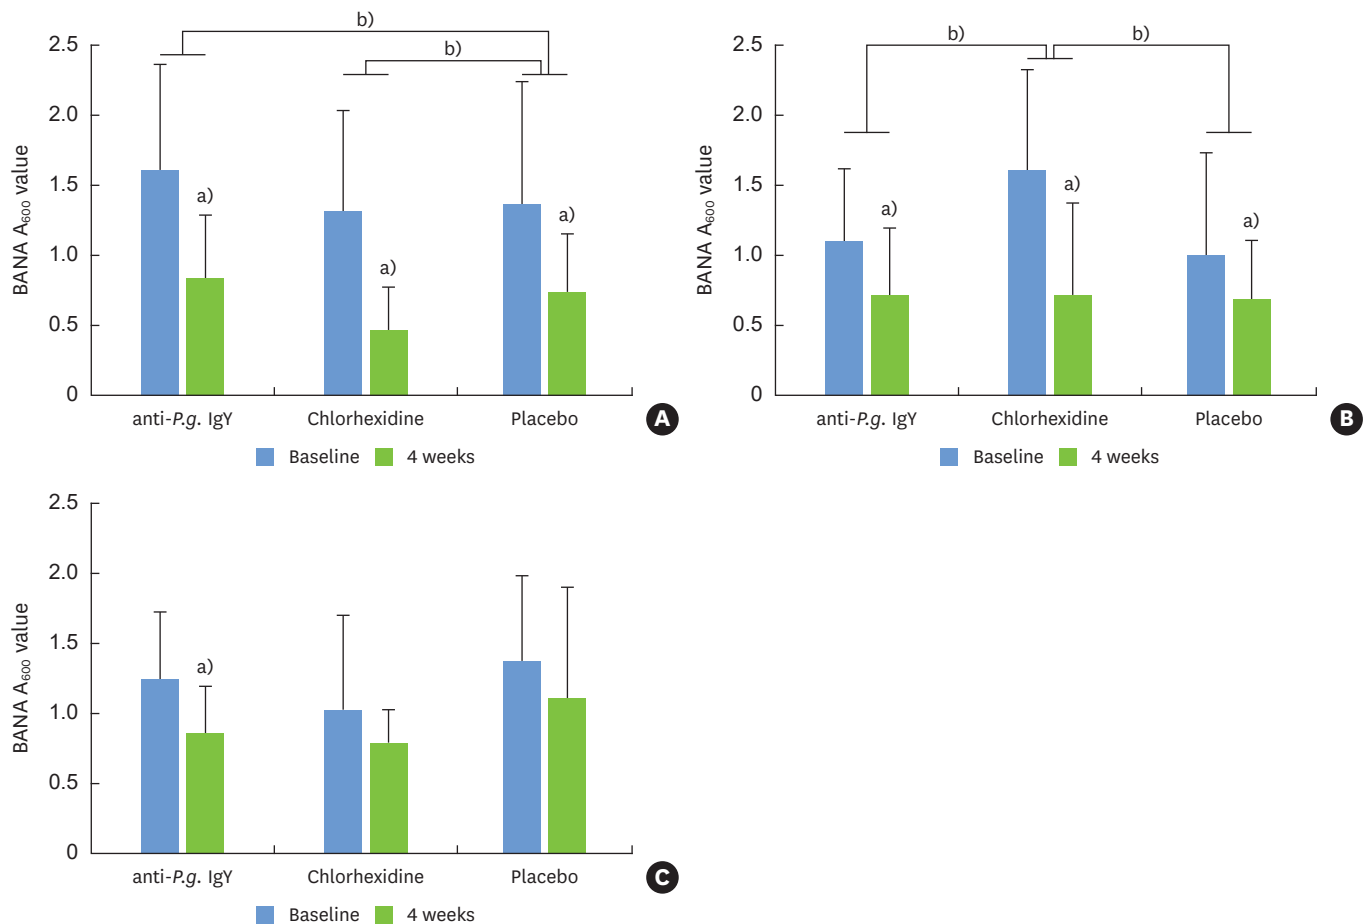 b)
b)
2.5
2.0
1.5
1.0
0.5
0
BANA A₆₀₀ value
a)
a)
a)
anti-P.g. IgY Chlorhexidine Placebo
A
Baseline 4 weeks
b) b)
2.5
2.0
1.5
1.0
0.5
0
BANA A₆₀₀ value
a)
a)
a)
anti-P.g. IgY Chlorhexidine Placebo
B
Baseline 4 weeks
2.5
2.0
1.5
1.0
0.5
0
BANA A₆₀₀ value
a)
anti-P.g. IgY Chlorhexidine Placebo
C
Baseline 4 weeks